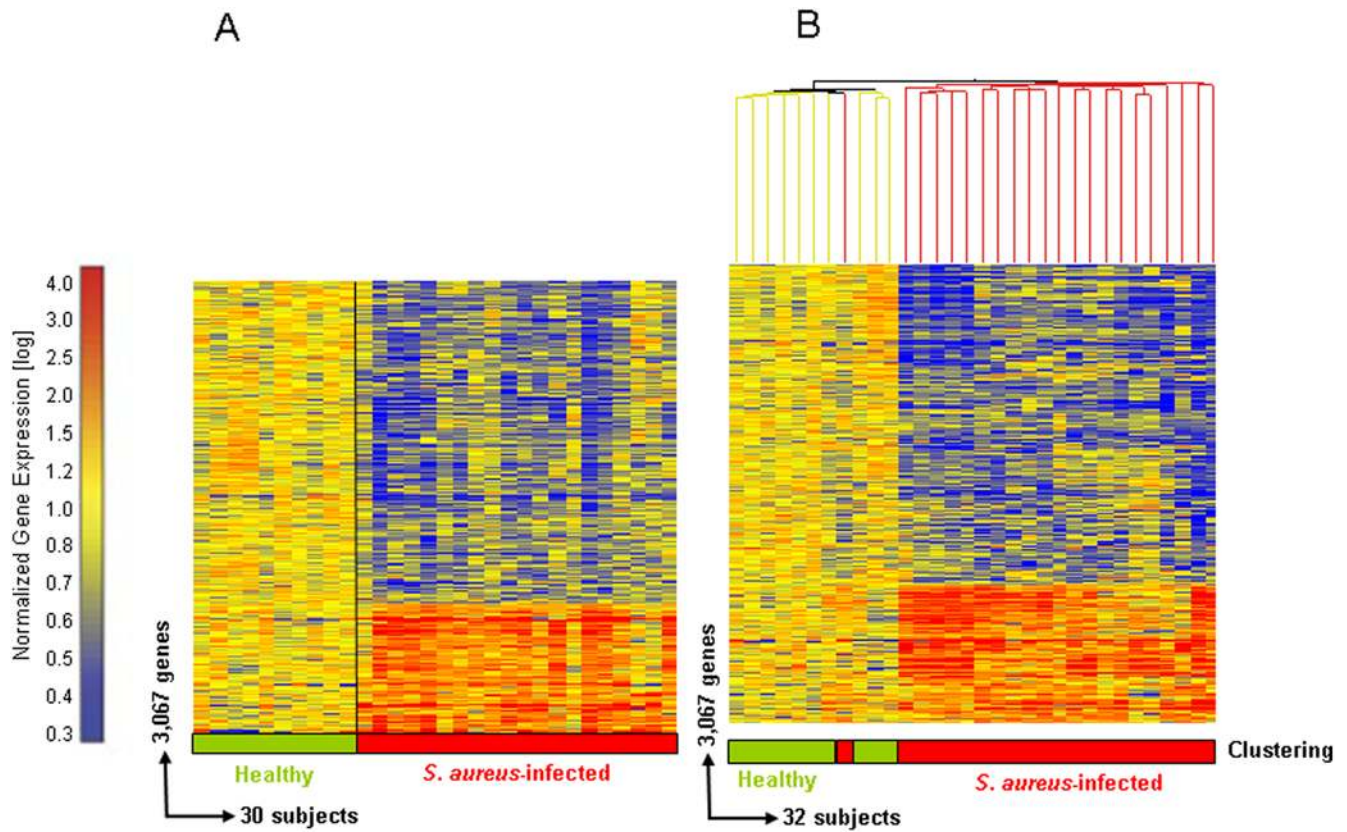 A
B
Normalized Gene Expression [log]
4.0
3.0
2.5
2.0
1.5
1.2
1.0
0.8
0.7
0.6
0.5
0.4
0.3
3,067 genes
Healthy
S. aureus-infected
30 subjects
3,067 genes
Clustering
Healthy
S. aureus-infected
32 subjects